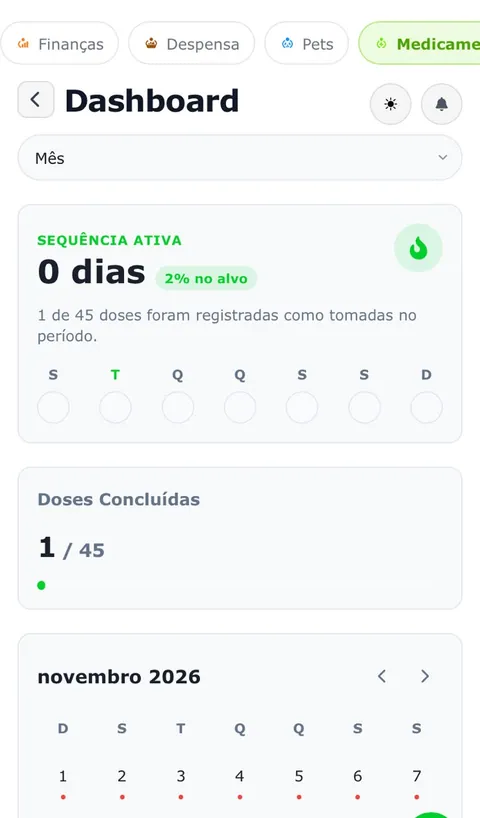 Finanças
Despensa
Pets
Medicame
Dashboard
Mês
SEQUÊNCIA ATIVA
0 dias 2% no alvo
1 de 45 doses foram registradas como tomadas no
período.
S T Q Q S S D
Doses Concluídas
1 / 45
novembro 2026
D S T Q Q S S
1 2 3 4 5 6 7